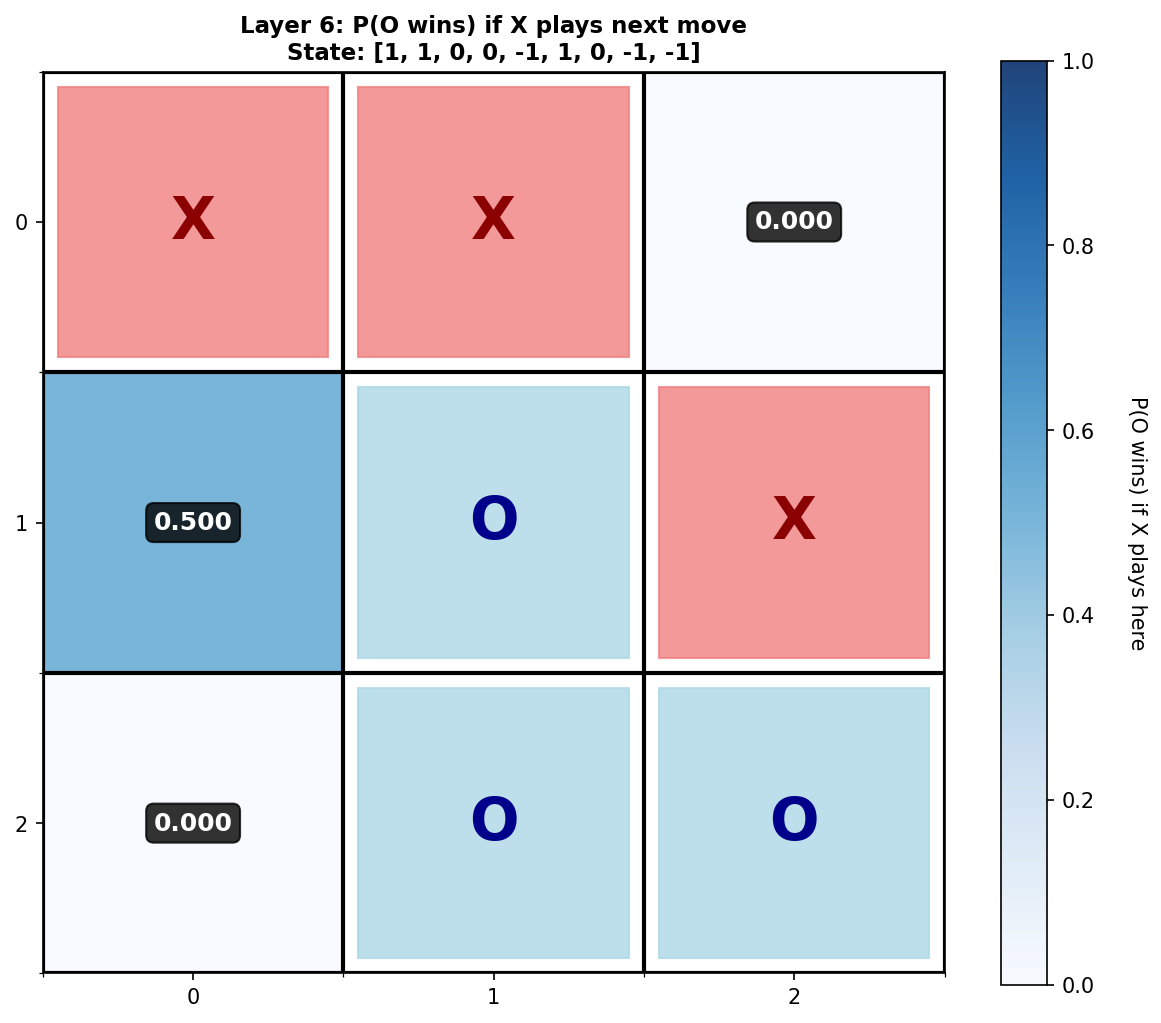 Layer 6: P(O wins) if X plays next move
State: [1, 1, 0, 0, -1, 1, 0, -1, -1]
0
X
X
0.000
1
0.500
O
X
2
0.000
O
O
0
1
2
1.0
0.8
0.6
0.4
0.2
0.0
P(O wins) if X plays here